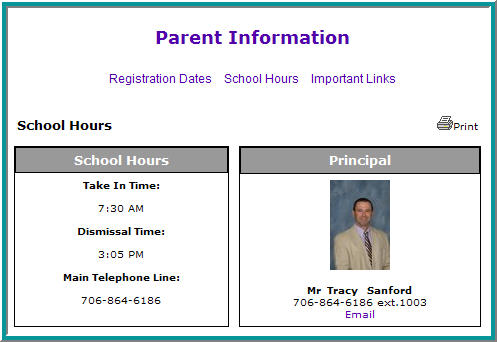 Parent Information
Registration Dates School Hours Important Links
School Hours
Print
School Hours
Take In Time:
7:30 AM
Dismissal Time:
3:05 PM
Main Telephone Line:
706-864-6186
Principal
Mr Tracy Sanford
706-864-6186 ext.1003
Email